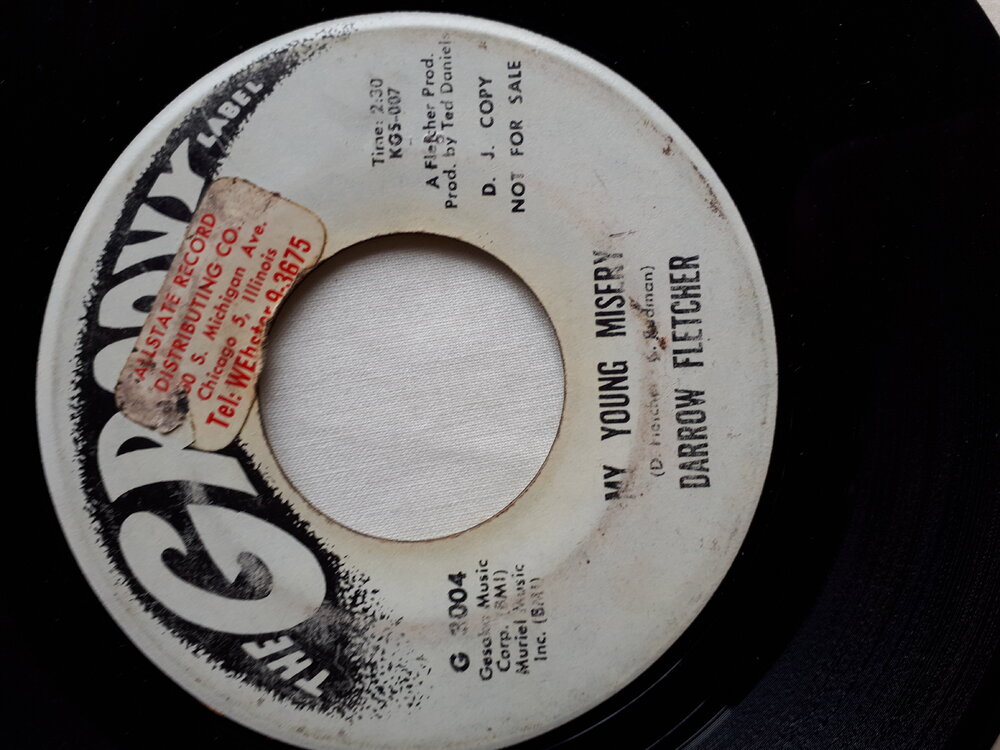 THE GROOVY LABEL
ALLSTATE RECORD
DISTRIBUTING CO.
S. Michigan Ave.
Chicago 5, Illinois
Tel: WEbster 9-3675
Time: 2:30
KGS-007
A Fletcher Prod.
Prod. by Ted Daniels
D. J. COPY
NOT FOR SALE
G 3004
Gesaka Music
Corp. (BMI)
Muriel Music
Inc. (BMI)
MY YOUNG MISERY
(D. Fletcher
DARROW FLETCHER